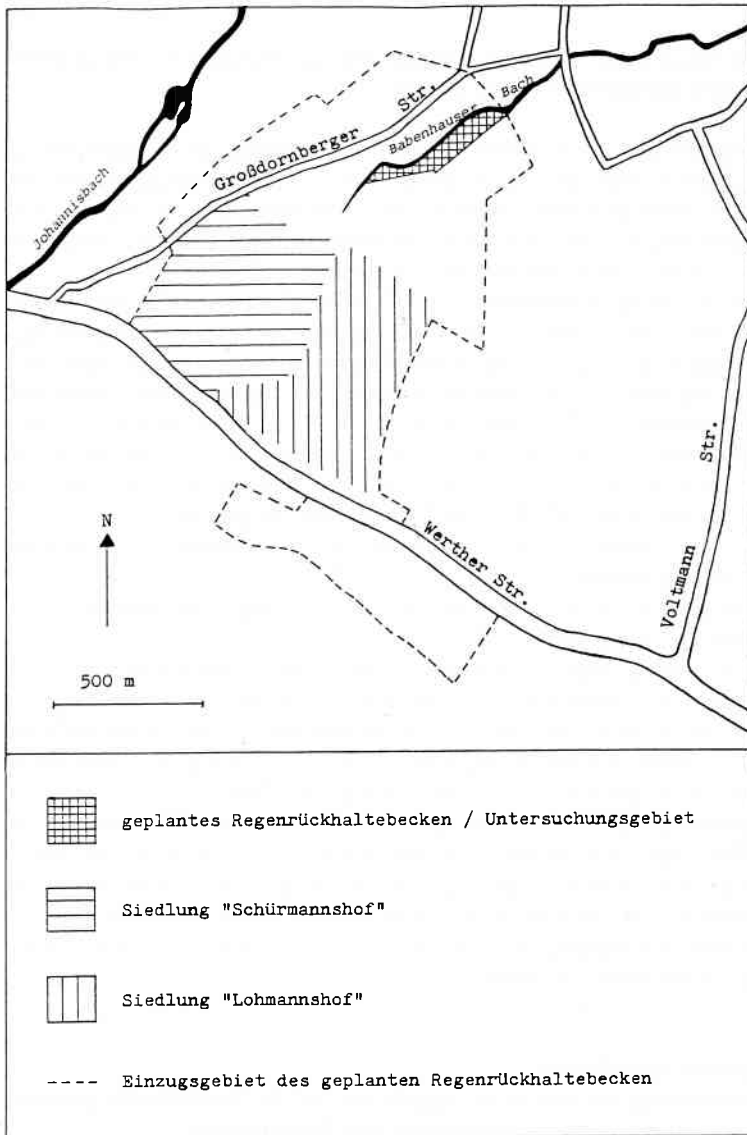 Großdornberger Str.
Babenhauser Bach
Johannisbach
Werther Str.
Voltmann Str.
N
500 m
geplantes Regenrückhaltebecken / Untersuchungsgebiet
Siedlung "Schürmannshof"
Siedlung "Lohmannshof"
---- Einzugsgebiet des geplanten Regenrückhaltebecken